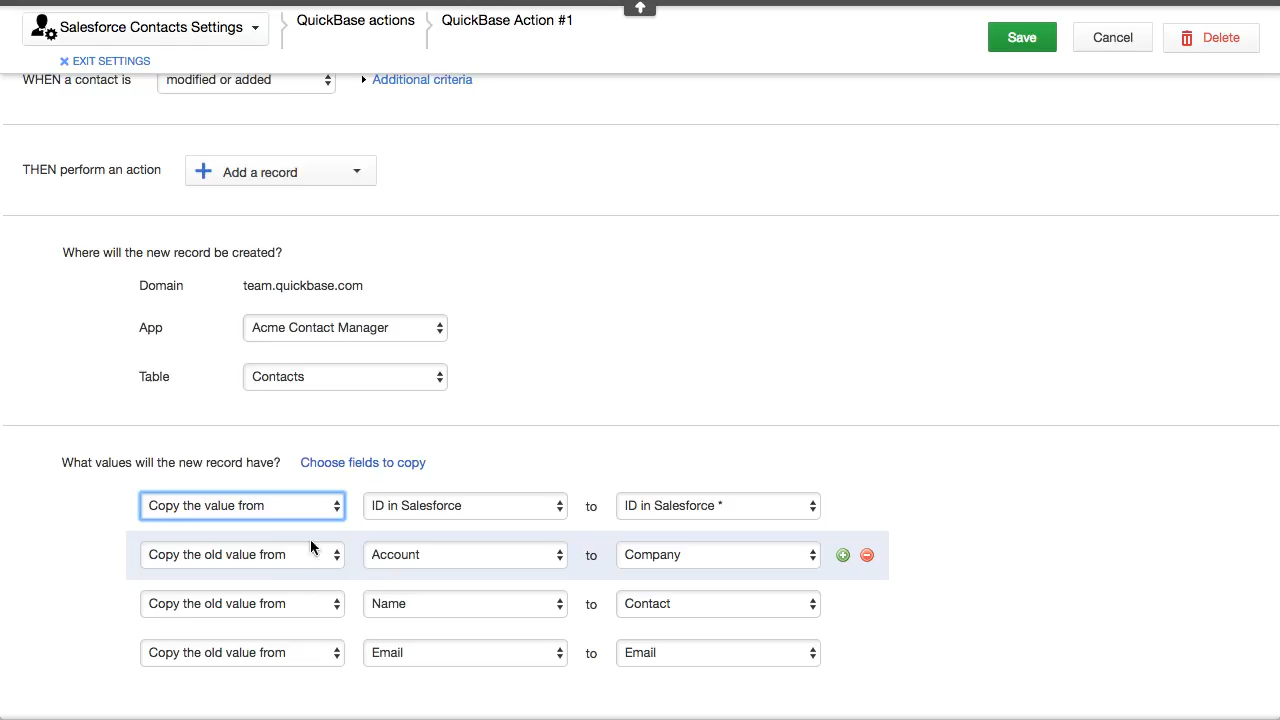 Salesforce Contacts Settings QuickBase actions QuickBase Action #1 Save Cancel Delete
EXIT SETTINGS
WHEN a contact is modified or added Additional criteria
THEN perform an action Add a record
Where will the new record be created?
Domain team.quickbase.com
App Acme Contact Manager
Table Contacts
What values will the new record have? Choose fields to copy
Copy the value from ID in Salesforce to ID in Salesforce *
Copy the old value from Account to Company
Copy the old value from Name to Contact
Copy the old value from Email to Email